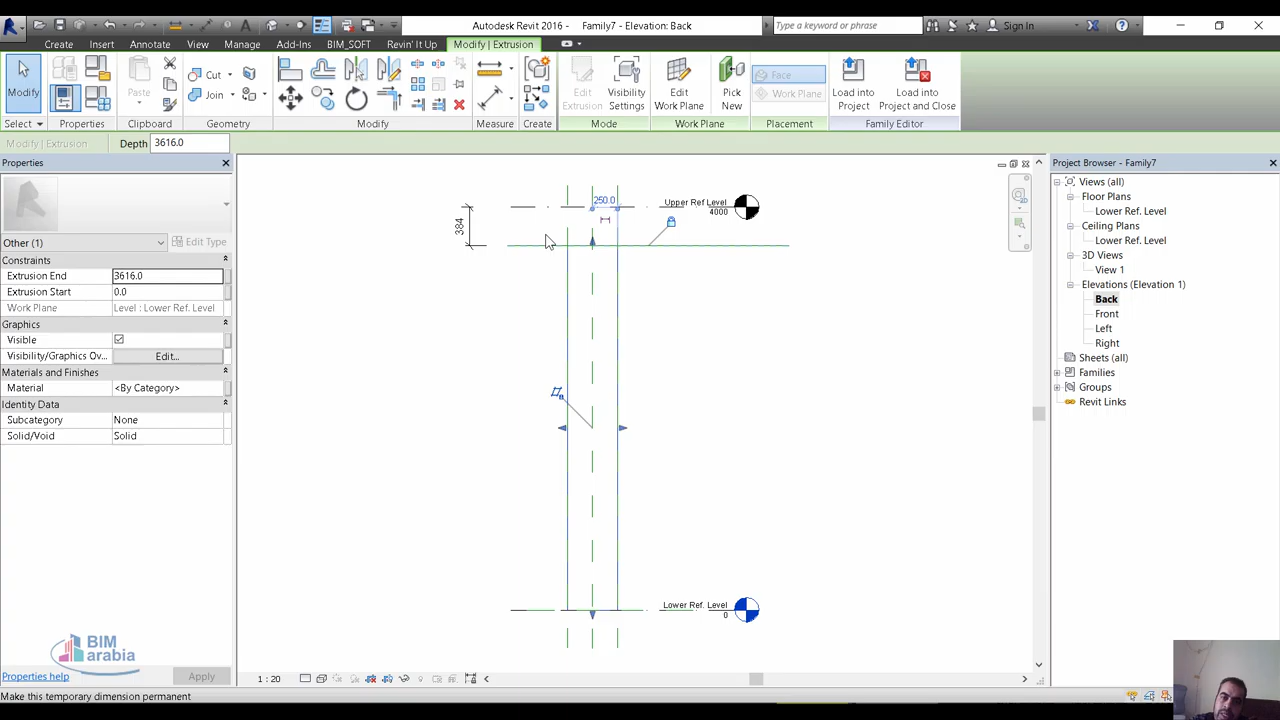 Autodesk Revit 2016 - Family7 - Elevation: Back
Type a keyword or phrase
Sign In
Create Insert Annotate View Manage Add-Ins BIM_SOFT Revin' It Up Modify | Extrusion
Modify
Cut
Join
Edit Extrusion
Visibility Settings
Edit Work Plane
Pick New
Face
Work Plane
Load into Project
Load into Project and Close
Select Properties Clipboard Geometry Modify Measure Create Mode Work Plane Placement Family Editor
Modify | Extrusion Depth 3616.0
Properties
Other (1) Edit Type
Constraints
Extrusion End 3616.0
Extrusion Start 0.0
Work Plane Level : Lower Ref. Level
Graphics
Visible
Visibility/Graphics Ov... Edit...
Materials and Finishes
Material <By Category>
Identity Data
Subcategory None
Solid/Void Solid
BIM
arabia
Properties help Apply
250.0
Upper Ref Level
4000
384
Lower Ref. Level
0
1 : 20
Project Browser - Family7
Views (all)
Floor Plans
Lower Ref. Level
Ceiling Plans
Lower Ref. Level
3D Views
View 1
Elevations (Elevation 1)
Back
Front
Left
Right
Sheets (all)
Families
Groups
Revit Links
Make this temporary dimension permanent